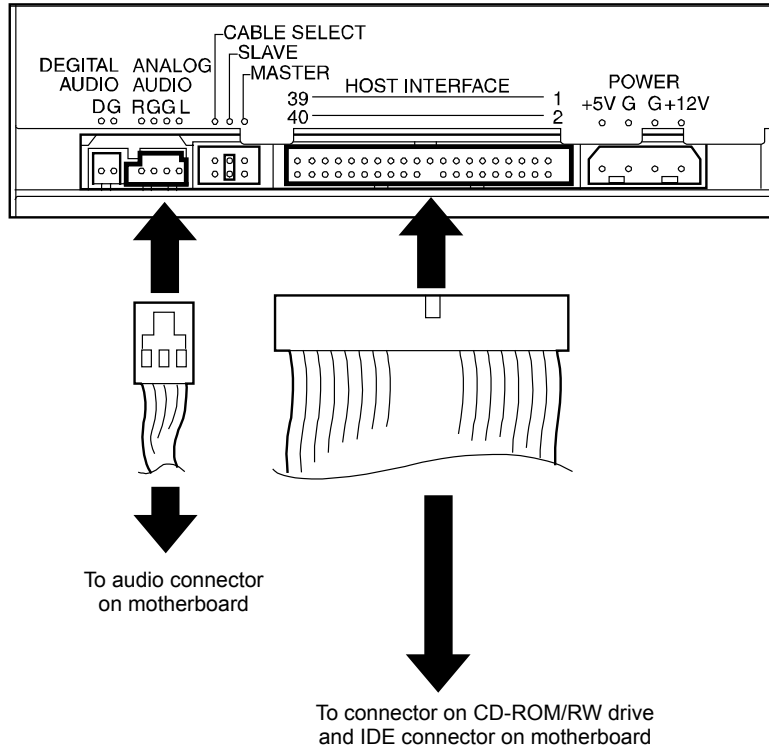 CABLE SELECT
SLAVE
MASTER
DEGITAL
AUDIO
DG
ANALOG
AUDIO
RGGL
HOST INTERFACE
39 1
40 2
POWER
+5V G G+12V
To audio connector
on motherboard
To connector on CD-ROM/RW drive
and IDE connector on motherboard